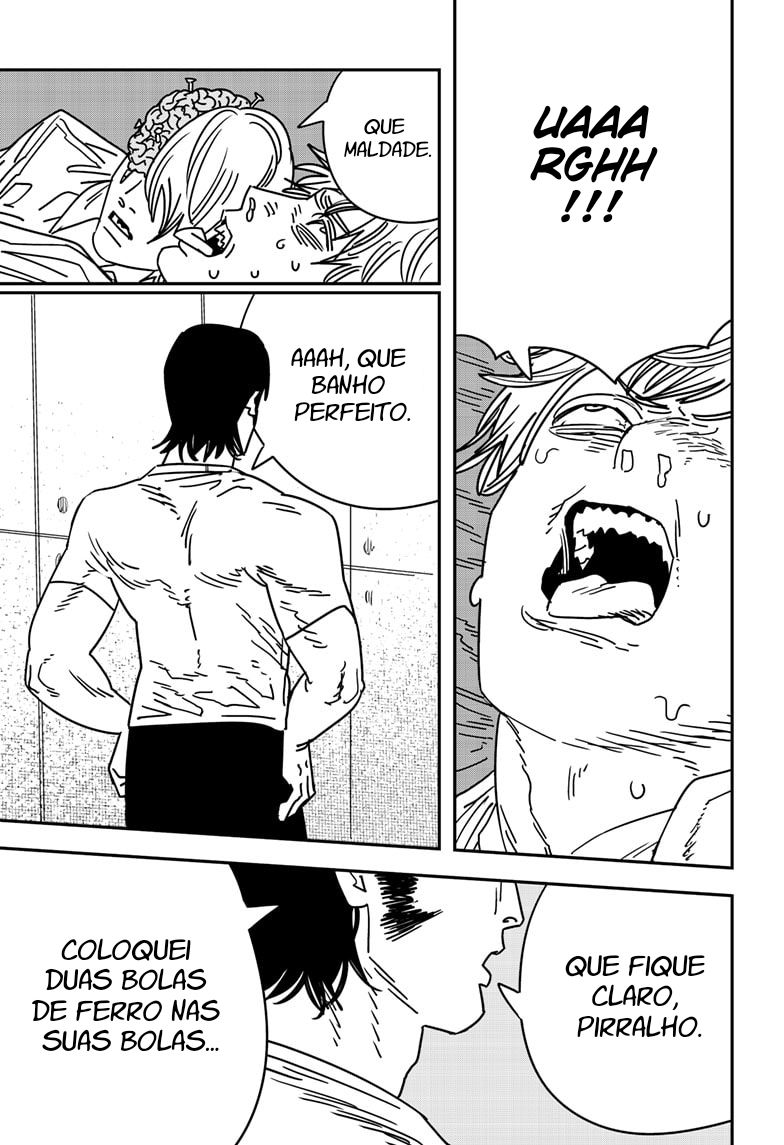 UAAA
RGHH
!!!
QUE
MALDADE.
AAAH, QUE
BANHO
PERFEITO.
QUE FIQUE
CLARO,
PIRRALHO.
COLOQUEI
DUAS BOLAS
DE FERRO NAS
SUAS BOLAS...